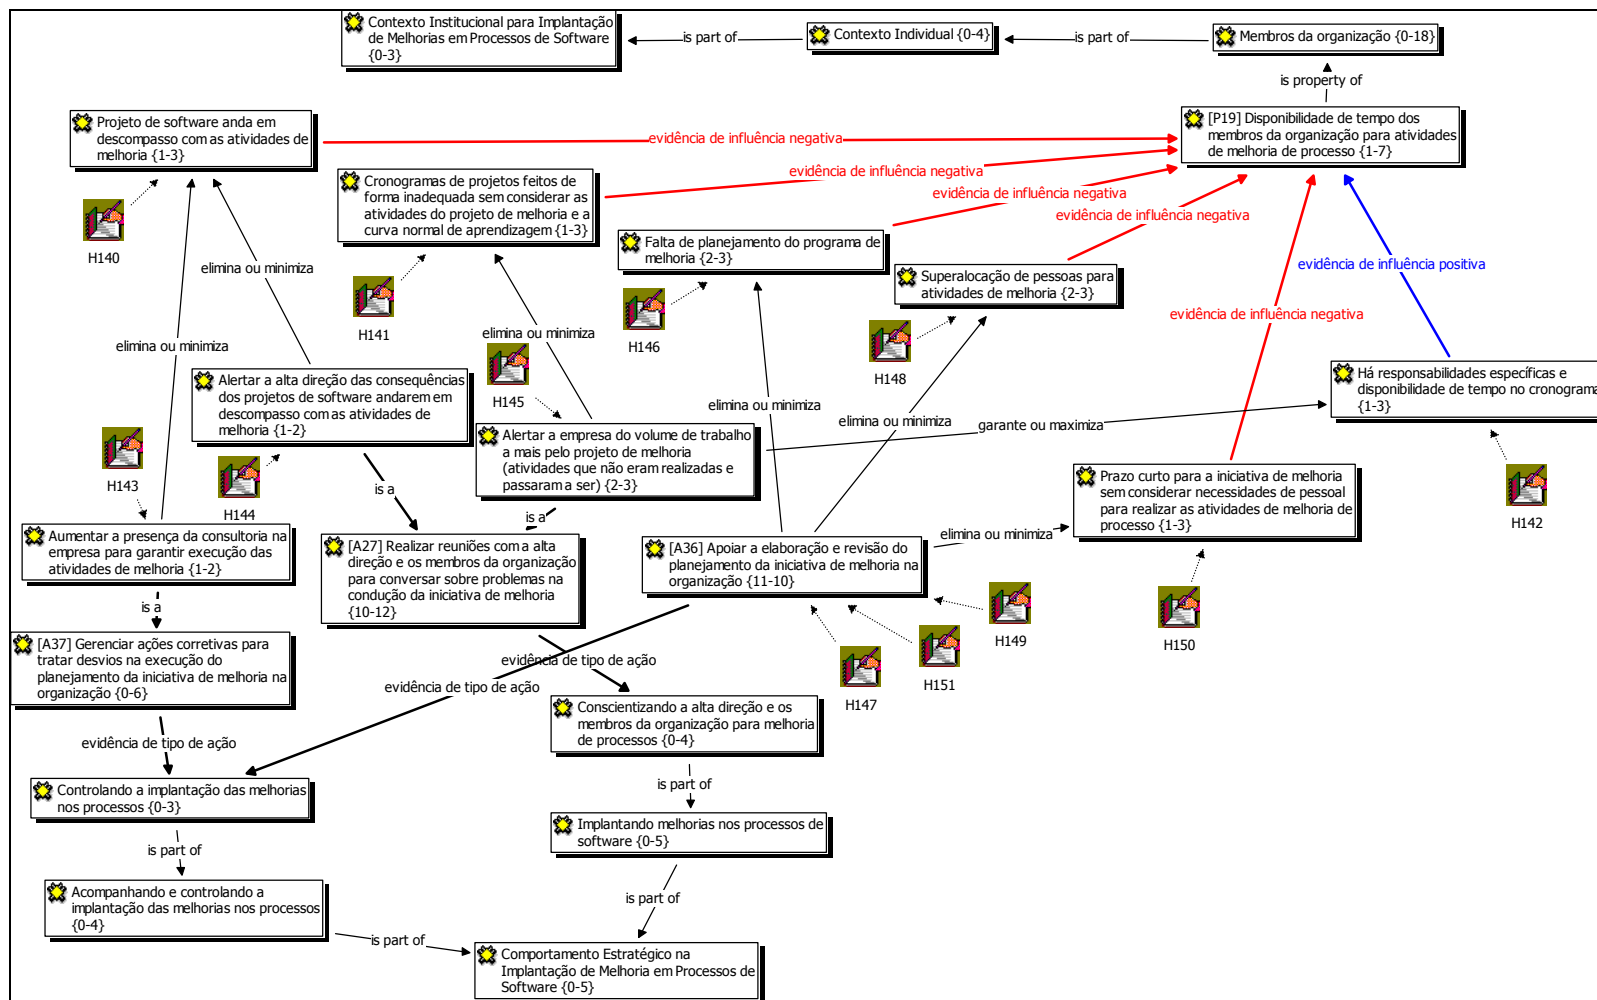 Contexto Institucional para Implantação
de Melhorias em Processos de Software
{0-3}
is part of
Contexto Individual {0-4}
is part of
Membros da organização {0-18}
is property of
Projeto de software anda em
descompasso com as atividades de
melhoria {1-3}
evidência de influência negativa
[P19] Disponibilidade de tempo dos
membros da organização para atividades
de melhoria de processo {1-7}
Cronogramas de projetos feitos de
forma inadequada sem considerar as
atividades do projeto de melhoria e a
curva normal de aprendizagem {1-3}
evidência de influência negativa
evidência de influência negativa
evidência de influência negativa
H140
elimina ou minimiza
Falta de planejamento do programa de
melhoria {2-3}
Superalocação de pessoas para
atividades de melhoria {2-3}
evidência de influência positiva
evidência de influência negativa
H141
elimina ou minimiza
elimina ou minimiza
H146
H148
Alertar a alta direção das consequências
dos projetos de software andarem em
descompasso com as atividades de
melhoria {1-2}
H145
Há responsabilidades específicas e
disponibilidade de tempo no cronograma
{1-3}
elimina ou minimiza
elimina ou minimiza
garante ou maximiza
Alertar a empresa do volume de trabalho
a mais pelo projeto de melhoria
(atividades que não eram realizadas e
passaram a ser) {2-3}
H143
H144
is a
is a
Prazo curto para a iniciativa de melhoria
sem considerar necessidades de pessoal
para realizar as atividades de melhoria de
processo {1-3}
H142
Aumentar a presença da consultoria na
empresa para garantir execução das
atividades de melhoria {1-2}
[A27] Realizar reuniões com a alta
direção e os membros da organização
para conversar sobre problemas na
condução da iniciativa de melhoria
{10-12}
[A36] Apoiar a elaboração e revisão do
planejamento da iniciativa de melhoria na
organização {11-10}
elimina ou minimiza
is a
H149
H150
H151
H147
[A37] Gerenciar ações corretivas para
tratar desvios na execução do
planejamento da iniciativa de melhoria na
organização {0-6}
evidência de tipo de ação
evidência de tipo de ação
Conscientizando a alta direção e os
membros da organização para melhoria
de processos {0-4}
evidência de tipo de ação
Controlando a implantação das melhorias
nos processos {0-3}
is part of
Implantando melhorias nos processos de
software {0-5}
is part of
Acompanhando e controlando a
implantação das melhorias nos processos
{0-4}
is part of
is part of
Comportamento Estratégico na
Implantação de Melhoria em Processos de
Software {0-5}